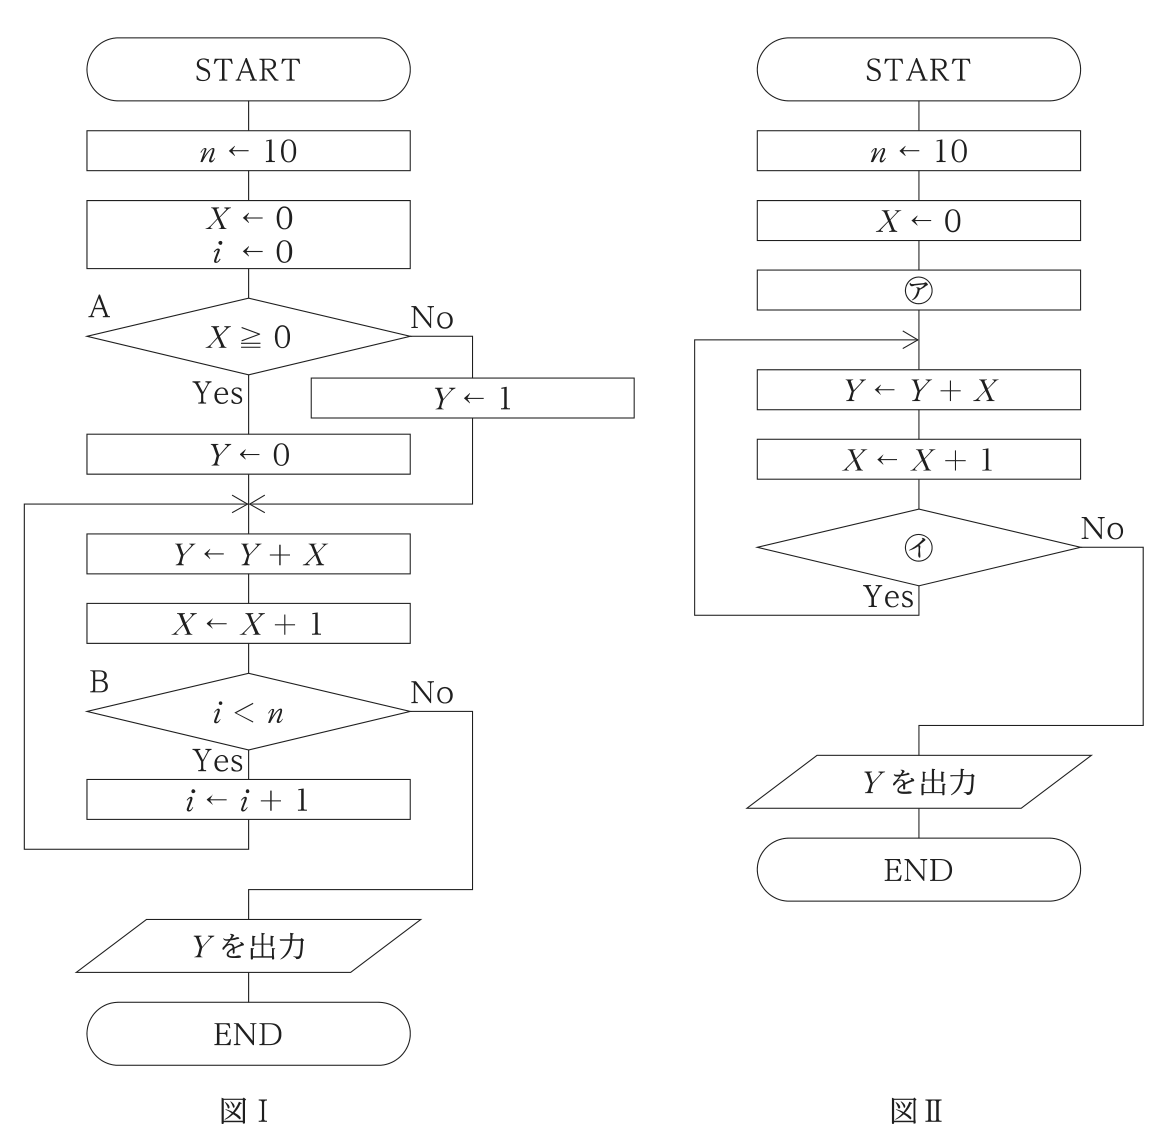 START
n ← 10
X ← 0
i ← 0
A
X ≧ 0
No
Yes
Y ← 1
Y ← 0
Y ← Y + X
X ← X + 1
B
i < n
No
Yes
i ← i + 1
Yを出力
END
図Ⅰ
START
n ← 10
X ← 0
㋐
Y ← Y + X
X ← X + 1
㋑
No
Yes
Yを出力
END
図Ⅱ